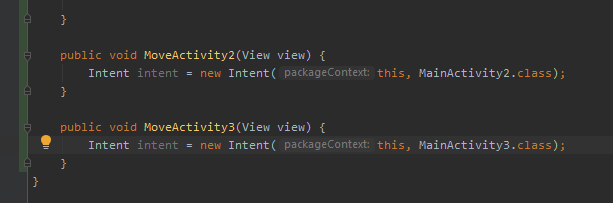 }
public void MoveActivity2(View view) {
Intent intent = new Intent( packageContext: this, MainActivity2.class);
}
public void MoveActivity3(View view) {
Intent intent = new Intent( packageContext: this, MainActivity3.class);
}
}